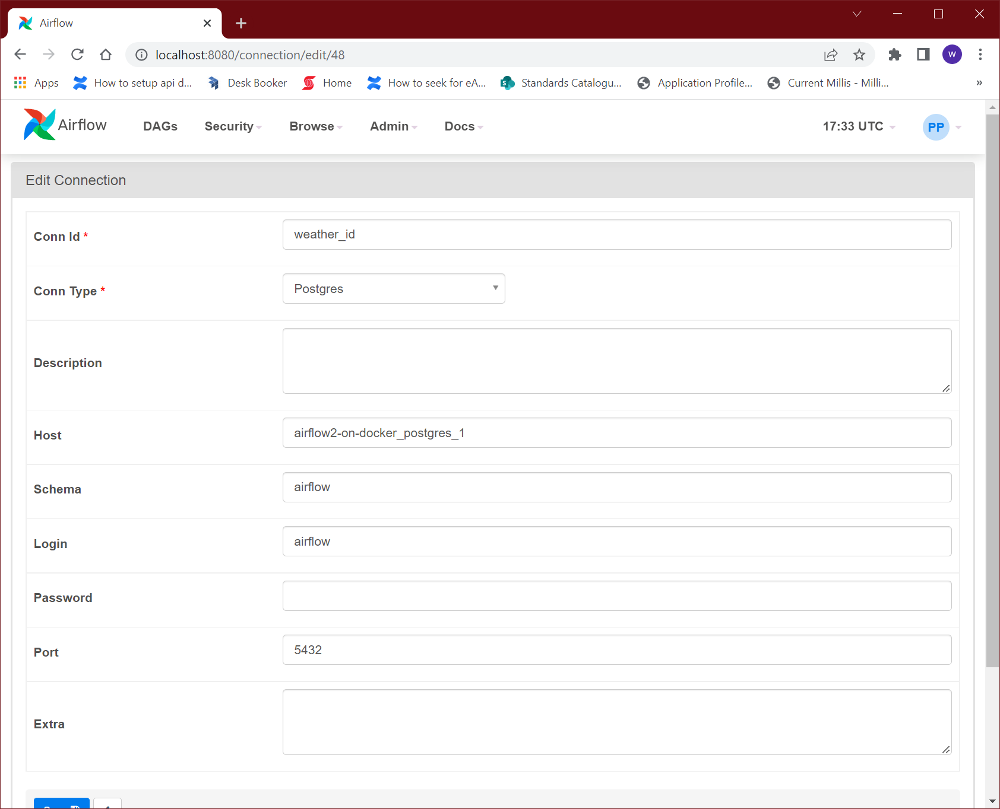 Airflow
localhost:8080/connection/edit/48
W
Apps How to setup api d... Desk Booker Home How to seek for eA... Standards Catalogu... Application Profile... Current Millis - Milli... »
Airflow DAGs Security Browse Admin Docs 17:33 UTC PP
Edit Connection
Conn Id * weather_id
Conn Type * Postgres
Description
Host airflow2-on-docker_postgres_1
Schema airflow
Login airflow
Password
Port 5432
Extra